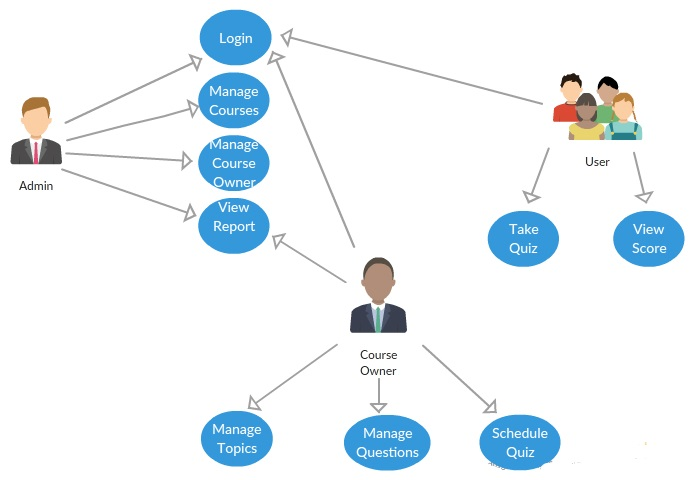 Login
Manage
Courses
Manage
Course
Owner
View
Report
Admin
User
Take
Quiz
View
Score
Course
Owner
Manage
Topics
Manage
Questions
Schedule
Quiz